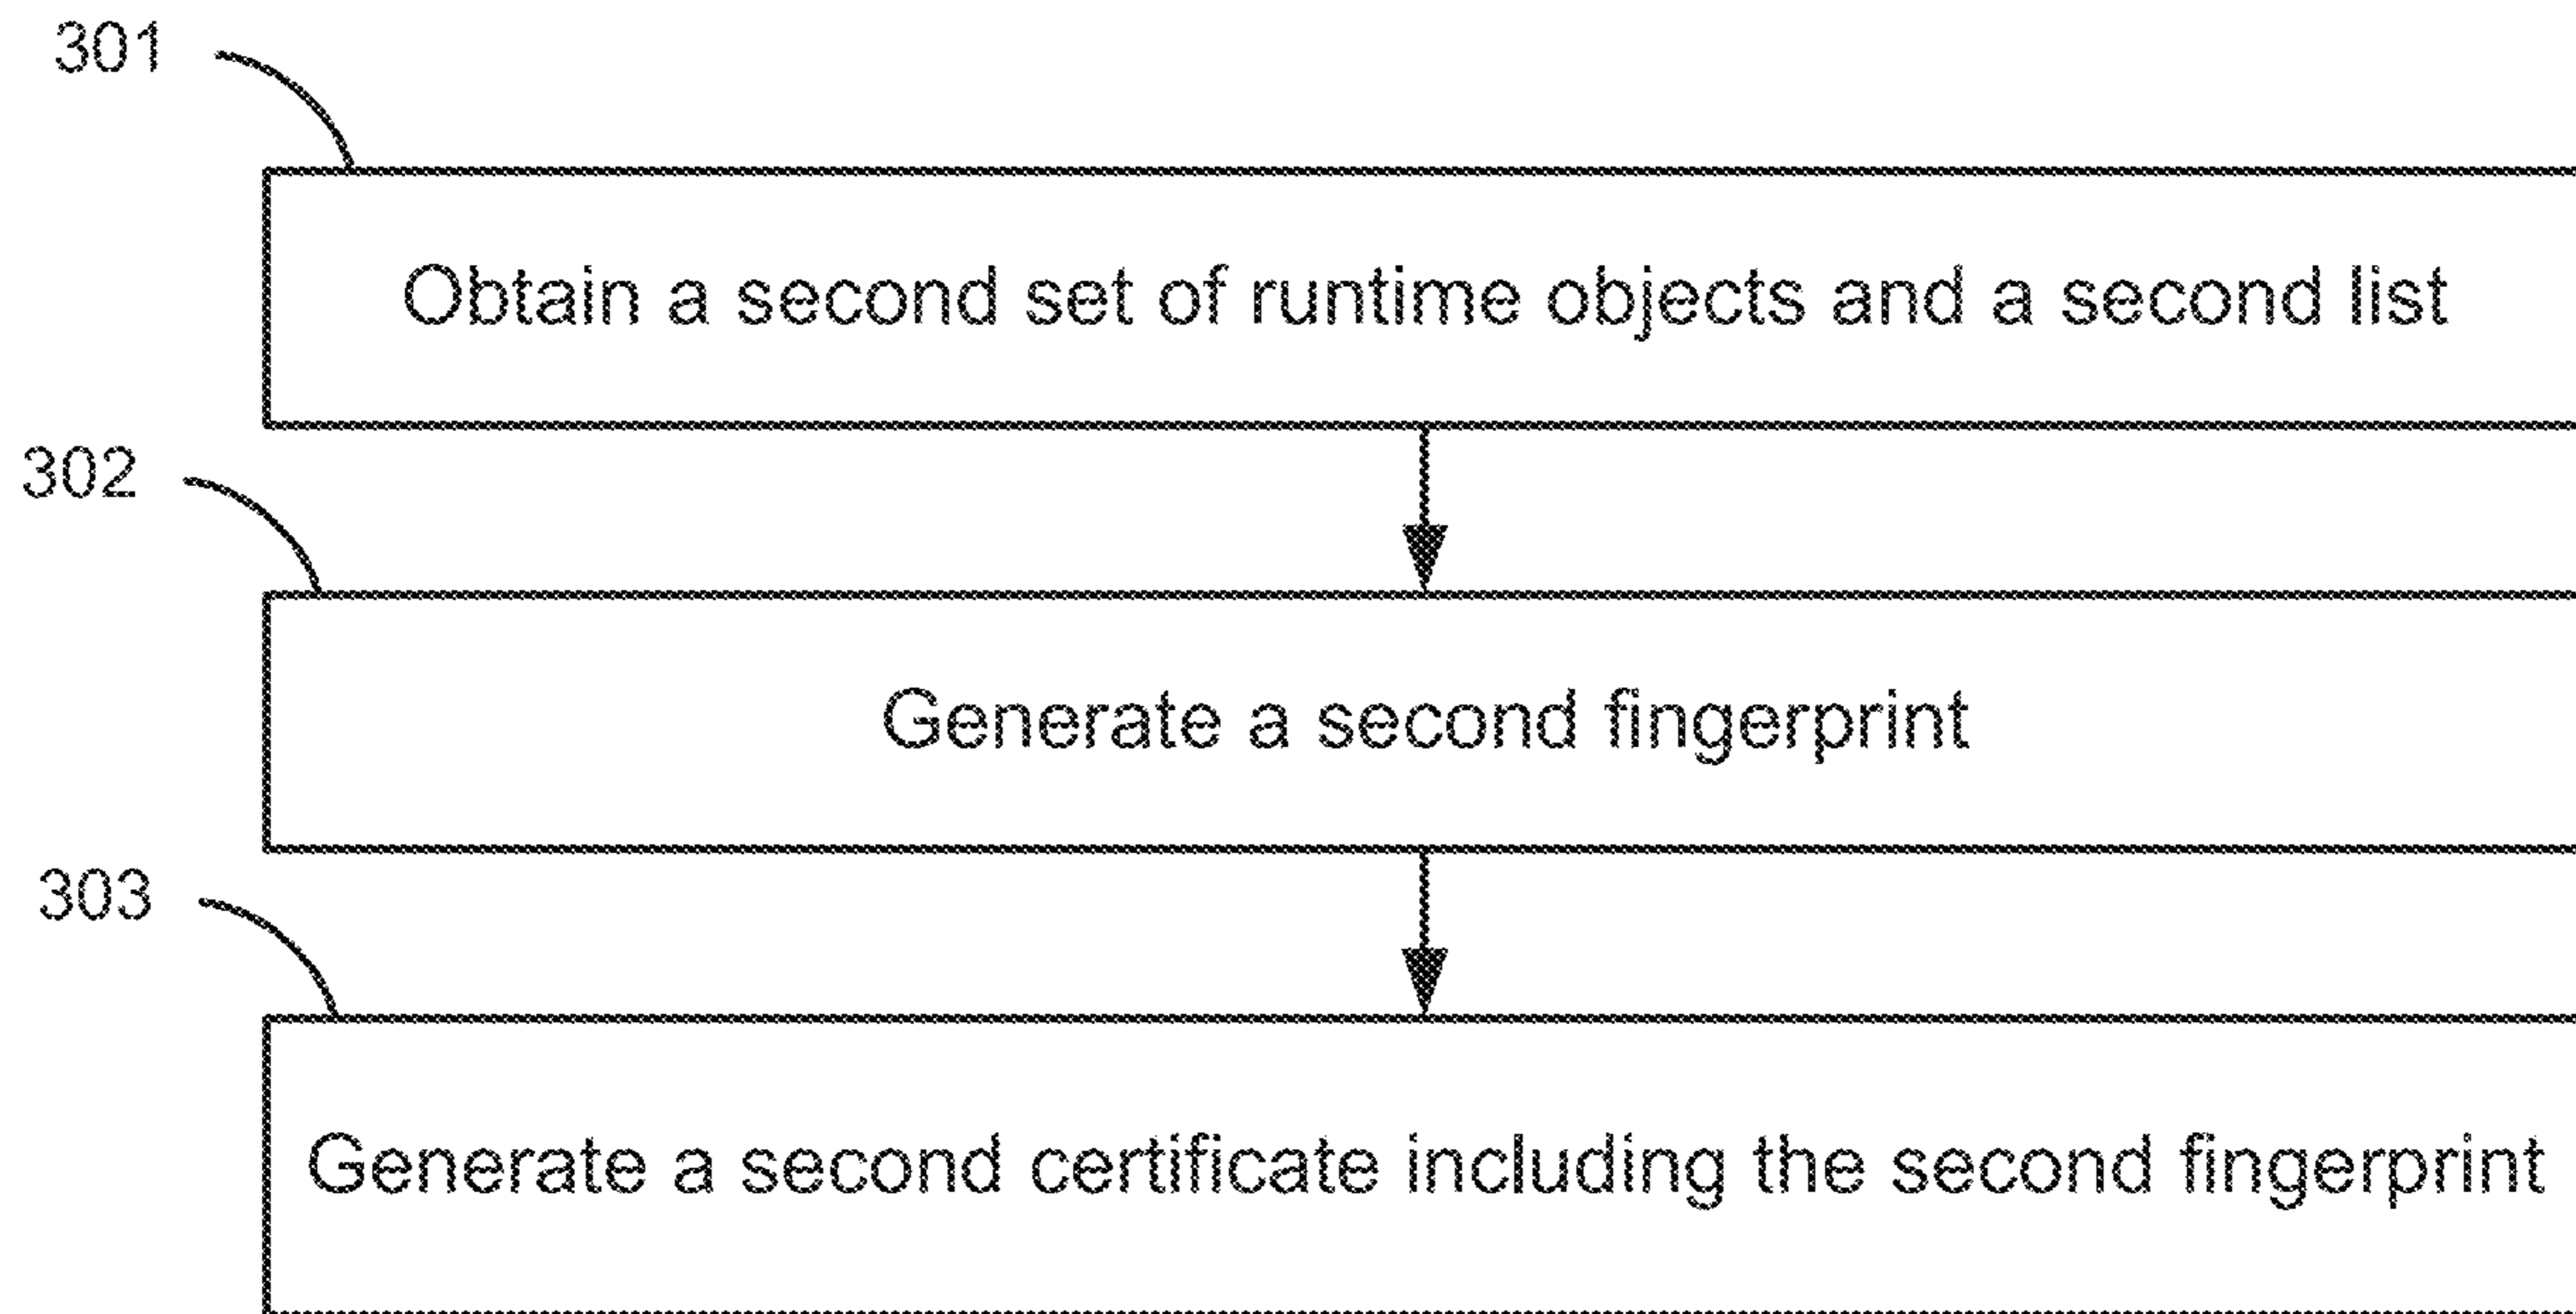 301
Obtain a second set of runtime objects and a second list
302
Generate a second fingerprint
303
Generate a second certificate including the second fingerprint